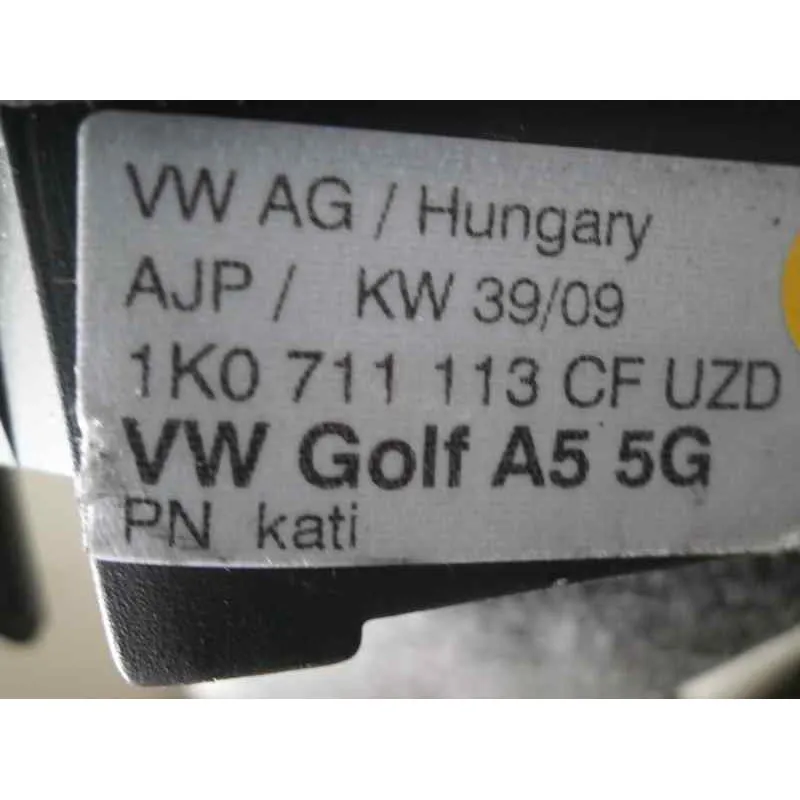 VW AG / Hungary
AJP / KW 39/09
1K0 711 113 CF UZD
VW Golf A5 5G
PN kati